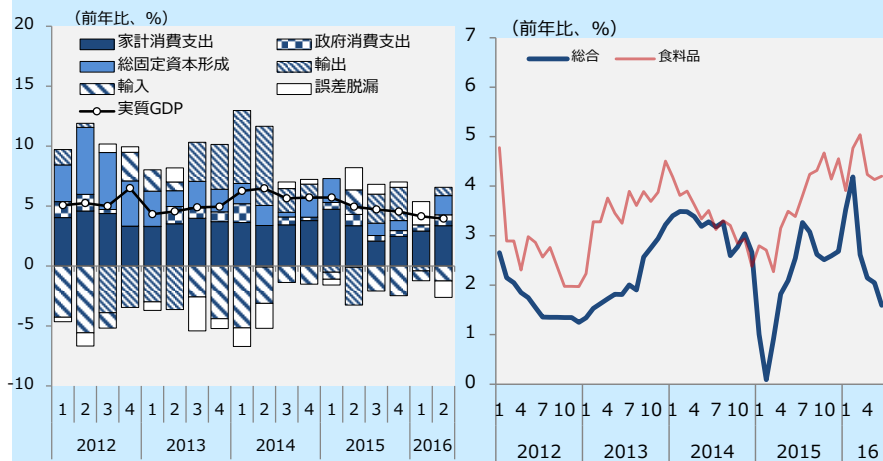 (前年比、%)
家計消費支出 政府消費支出
総固定資本形成 輸出
輸入 誤差脱漏
実質GDP
20
15
10
5
0
-5
-10
1 2 3 4 1 2 3 4 1 2 3 4 1 2 3 4 1 2
2012 2013 2014 2015 2016
(前年比、%)
総合 食料品
7
6
5
4
3
2
1
0
1 4 7 10 1 4 7 10 1 4 7 10 1 4 7 10 1 4
2012 2013 2014 2015 16